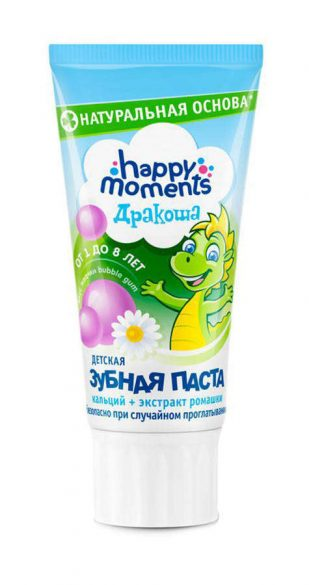 НАТУРАЛЬНАЯ ОСНОВА*
happy
moments
Дракоша
ОТ 1 ДО 8 ЛЕТ
bubble gum
ДЕТСКАЯ
ЗУБНАЯ ПАСТА
кальций + экстракт ромашки
безопасно при случайном проглатывании